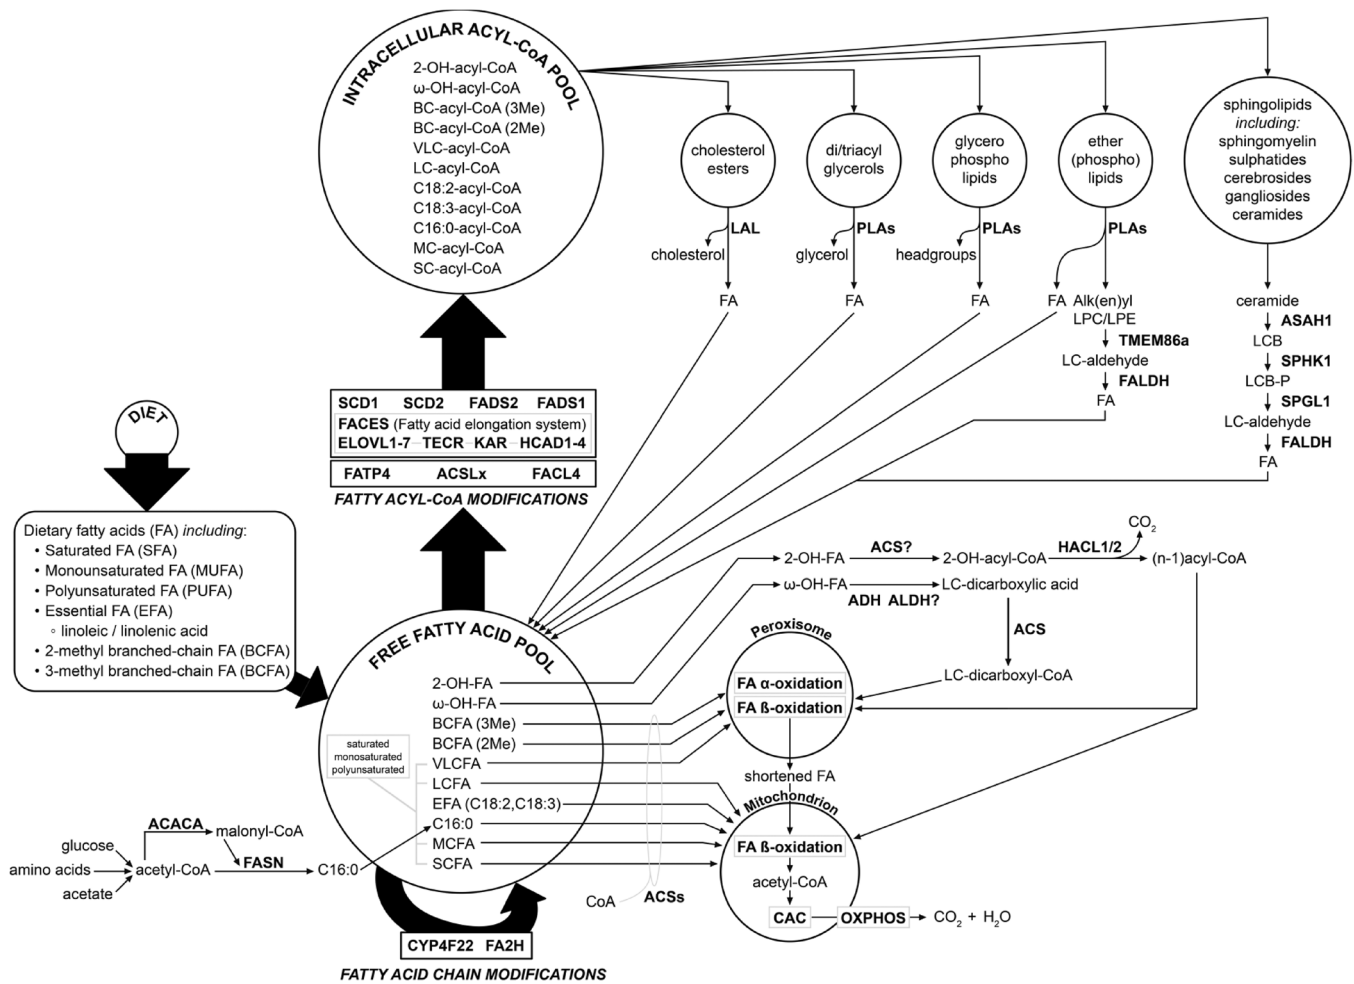 INTRACELLULAR ACYL-CoA POOL
2-OH-acyl-CoA
ω-OH-acyl-CoA
BC-acyl-CoA (3Me)
BC-acyl-CoA (2Me)
VLC-acyl-CoA
LC-acyl-CoA
C18:2-acyl-CoA
C18:3-acyl-CoA
C16:0-acyl-CoA
MC-acyl-CoA
SC-acyl-CoA
cholesterol
esters
di/triacyl
glycerols
glycero
phospho
lipids
ether
(phospho)
lipids
sphingolipids
including:
sphingomyelin
sulphatides
cerebrosides
gangliosides
ceramides
LAL
cholesterol
FA
PLAs
glycerol
FA
PLAs
headgroups
FA
PLAs
FA
Alk(en)yl
LPC/LPE
TMEM86a
LC-aldehyde
FALDH
FA
ceramide
ASAH1
LCB
SPHK1
LCB-P
SPGL1
LC-aldehyde
FALDH
FA
SCD1 SCD2 FADS2 FADS1
FACES (Fatty acid elongation system)
ELOVL1-7 TECR KAR HCAD1-4
FATP4 ACSLx FACL4
FATTY ACYL-CoA MODIFICATIONS
DIET
Dietary fatty acids (FA) including:
• Saturated FA (SFA)
• Monounsaturated FA (MUFA)
• Polyunsaturated FA (PUFA)
• Essential FA (EFA)
◦ linoleic / linolenic acid
• 2-methyl branched-chain FA (BCFA)
• 3-methyl branched-chain FA (BCFA)
FREE FATTY ACID POOL
2-OH-FA
ω-OH-FA
BCFA (3Me)
BCFA (2Me)
VLCFA
LCFA
EFA (C18:2,C18:3)
C16:0
MCFA
SCFA
saturated
monosaturated
polyunsaturated
2-OH-FA
ACS?
2-OH-acyl-CoA
HACL1/2
CO2
(n-1)acyl-CoA
ω-OH-FA
ADH ALDH?
LC-dicarboxylic acid
ACS
LC-dicarboxyl-CoA
Peroxisome
FA α-oxidation
FA ß-oxidation
shortened FA
Mitochondrion
FA ß-oxidation
acetyl-CoA
CAC
OXPHOS
CO2 + H2O
CoA
ACSs
glucose
amino acids
acetate
acetyl-CoA
ACACA
malonyl-CoA
FASN
C16:0
CYP4F22 FA2H
FATTY ACID CHAIN MODIFICATIONS